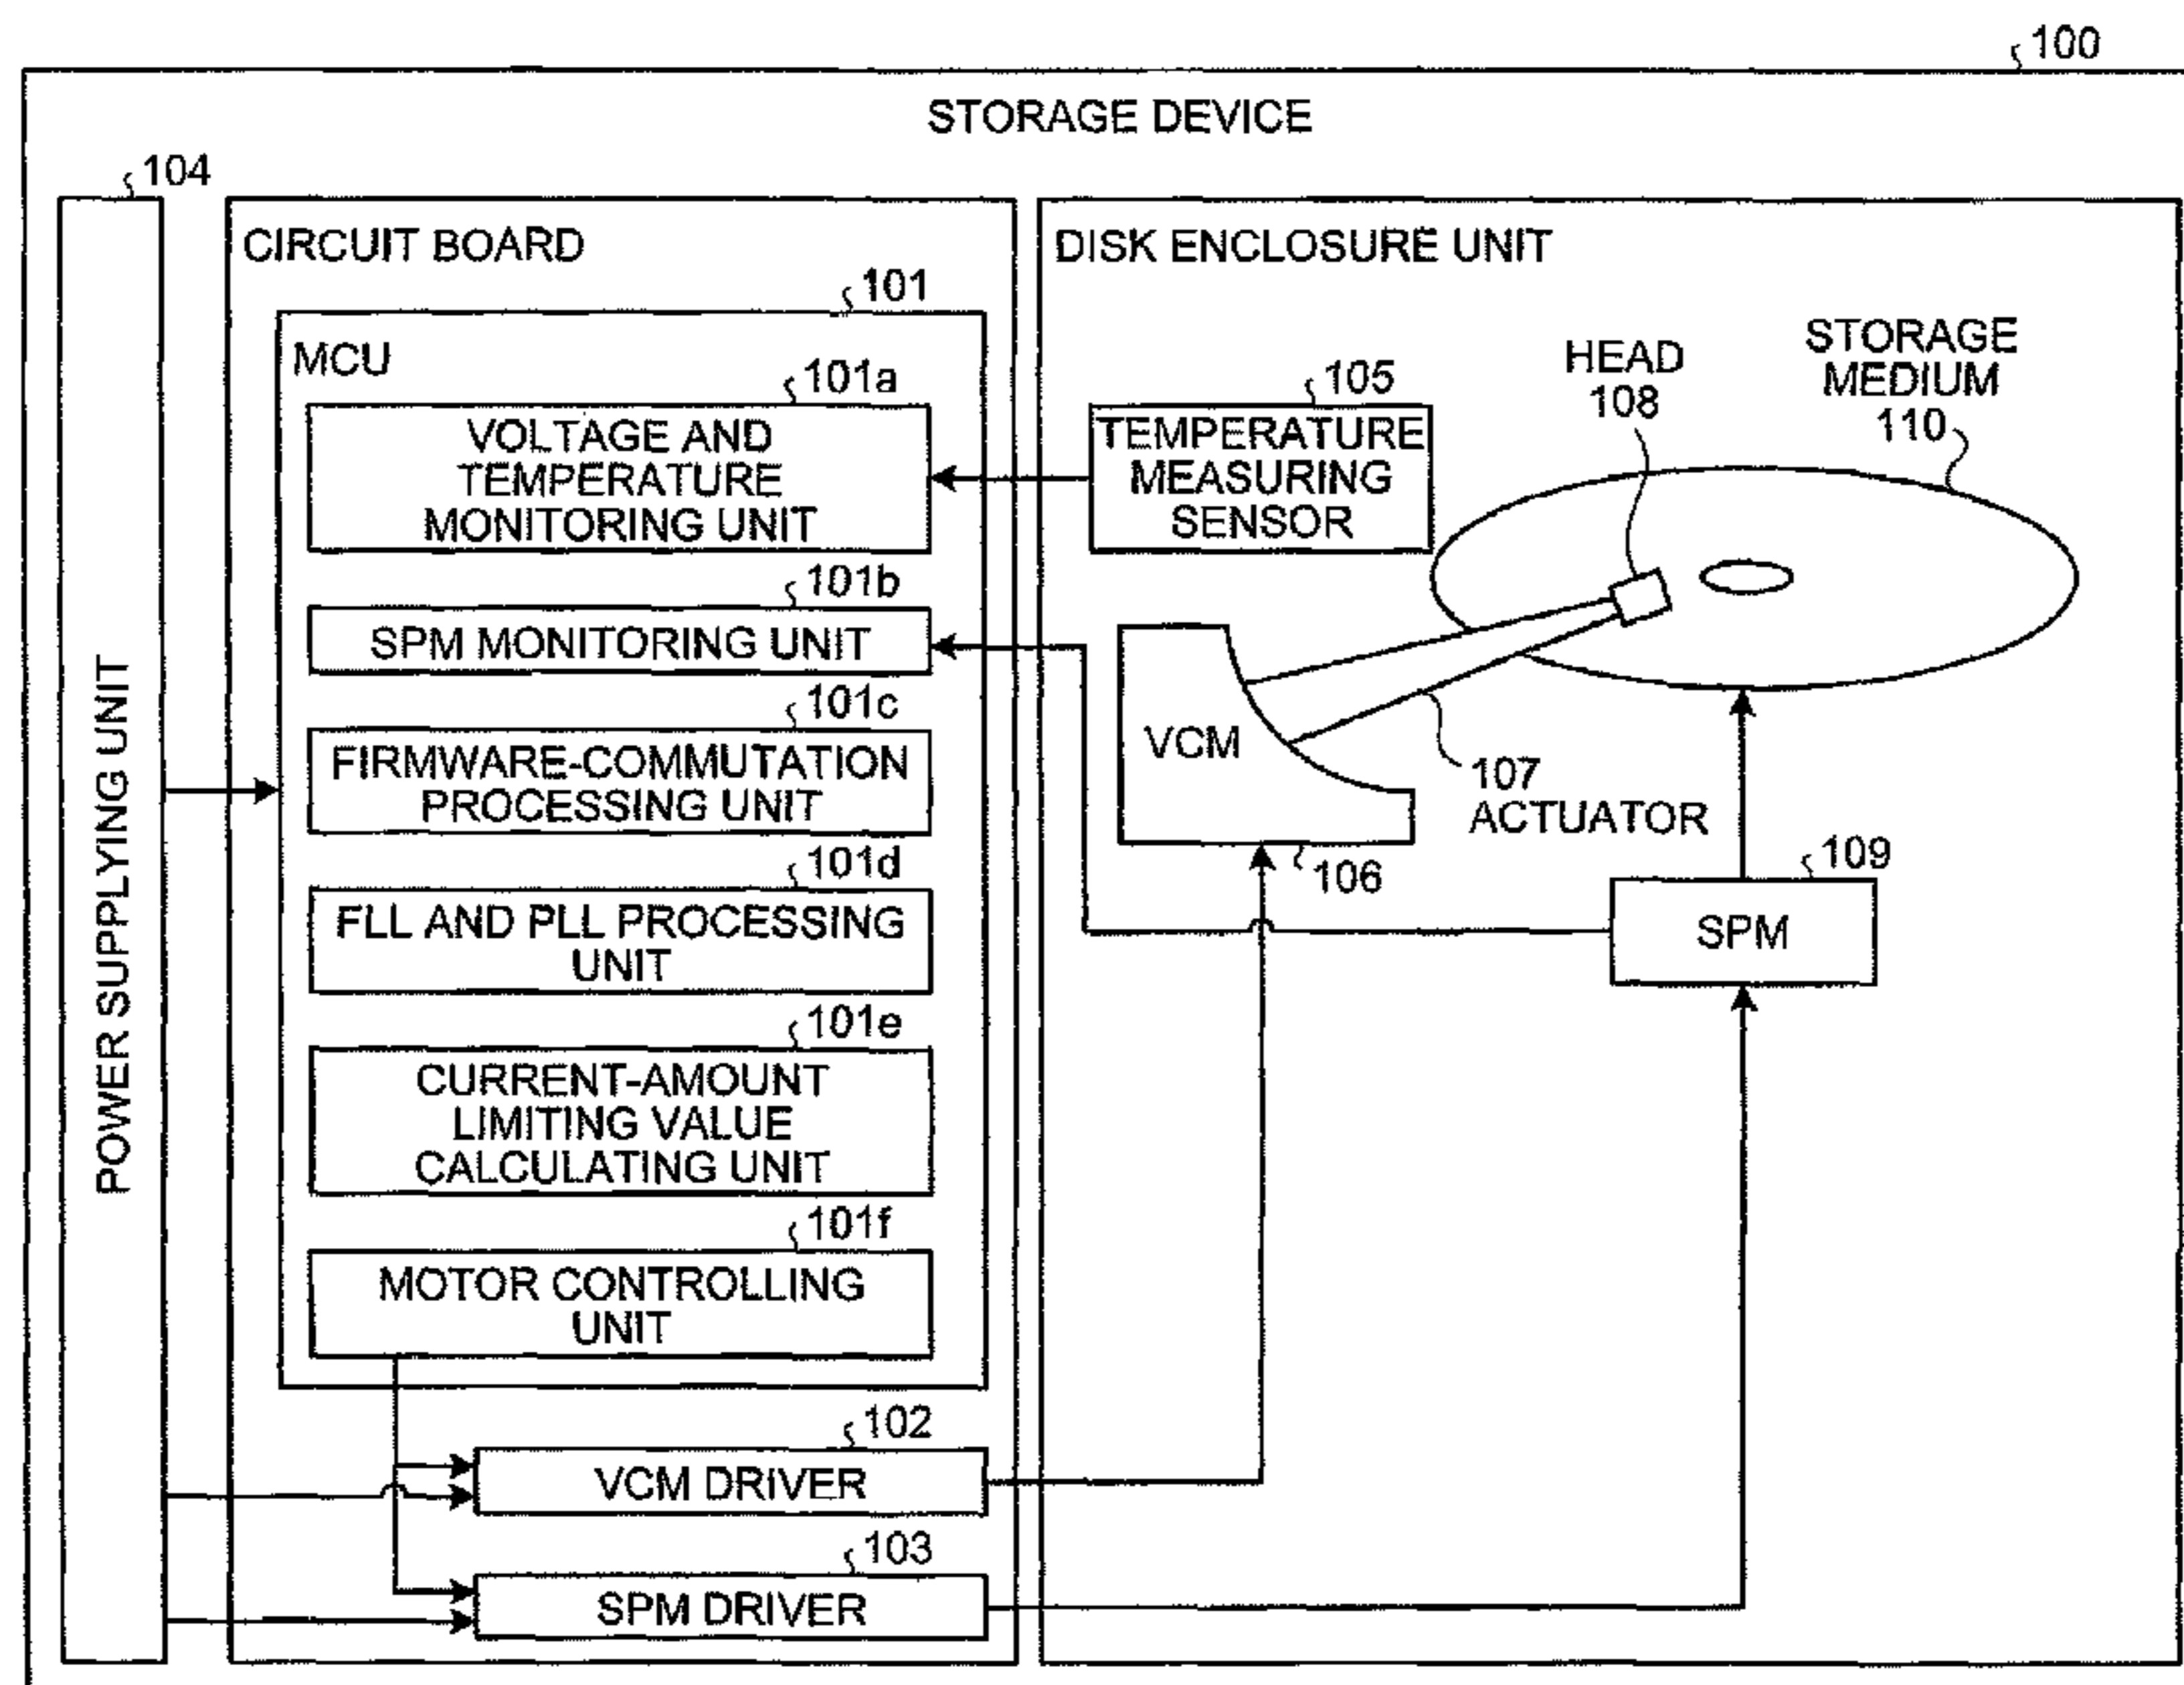 100
STORAGE DEVICE
104
POWER SUPPLYING UNIT
CIRCUIT BOARD
101
MCU
101a
VOLTAGE AND
TEMPERATURE
MONITORING UNIT
101b
SPM MONITORING UNIT
101c
FIRMWARE-COMMUTATION
PROCESSING UNIT
101d
FLL AND PLL PROCESSING
UNIT
101e
CURRENT-AMOUNT
LIMITING VALUE
CALCULATING UNIT
101f
MOTOR CONTROLLING
UNIT
102
VCM DRIVER
103
SPM DRIVER
DISK ENCLOSURE UNIT
105
TEMPERATURE
MEASURING
SENSOR
HEAD
108
STORAGE
MEDIUM
110
VCM
106
107
ACTUATOR
109
SPM